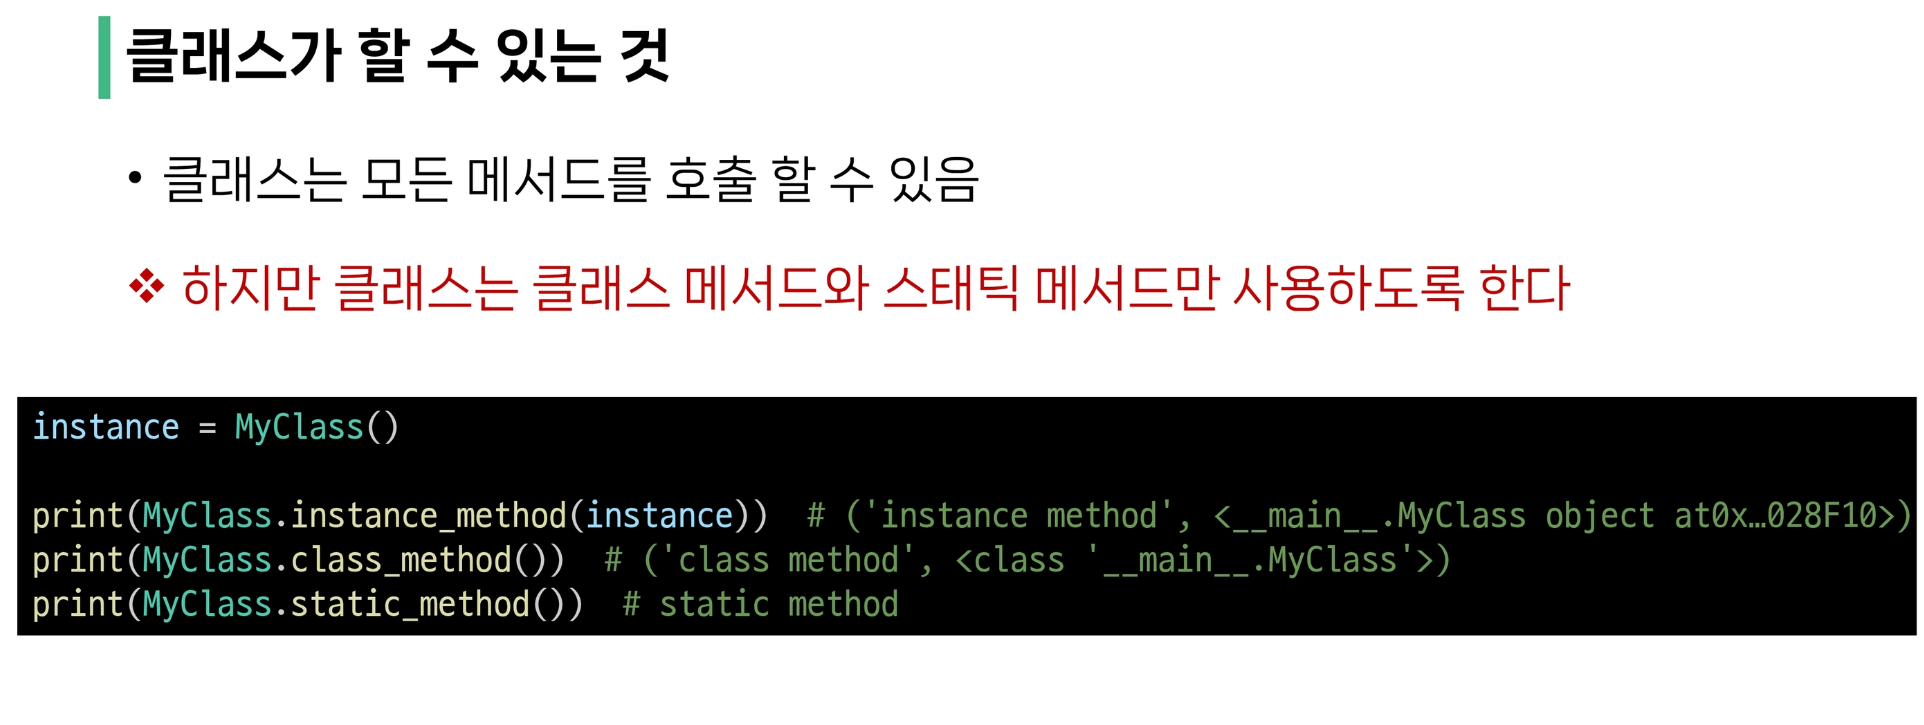 클래스가 할 수 있는 것
• 클래스는 모든 메서드를 호출 할 수 있음
❖ 하지만 클래스는 클래스 메서드와 스태틱 메서드만 사용하도록 한다
instance = MyClass()
print(MyClass.instance_method(instance))  # ('instance method', <__main__.MyClass object at0x…028F10>)
print(MyClass.class_method())  # ('class method', <class '__main__.MyClass'>)
print(MyClass.static_method())  # static method